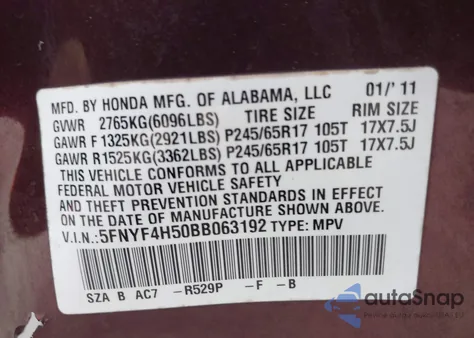 MFD. BY HONDA MFG. OF ALABAMA, LLC 01/'11
GVWR 2765KG(6096LBS) TIRE SIZE RIM SIZE
GAWR F 1325KG(2921LBS) P245/65R17 105T 17X7.5J
GAWR R1525KG(3362LBS) P245/65R17 105T 17X7.5J
THIS VEHICLE CONFORMS TO ALL APPLICABLE
FEDERAL MOTOR VEHICLE SAFETY
AND THEFT PREVENTION STANDARDS IN EFFECT ON THE
DATE OF MANUFACTURE SHOWN ABOVE.
V.I.N.: 5FNYF4H50BB063192 TYPE: MPV
SZA B AC7 -R529P -F -B
autoSnap